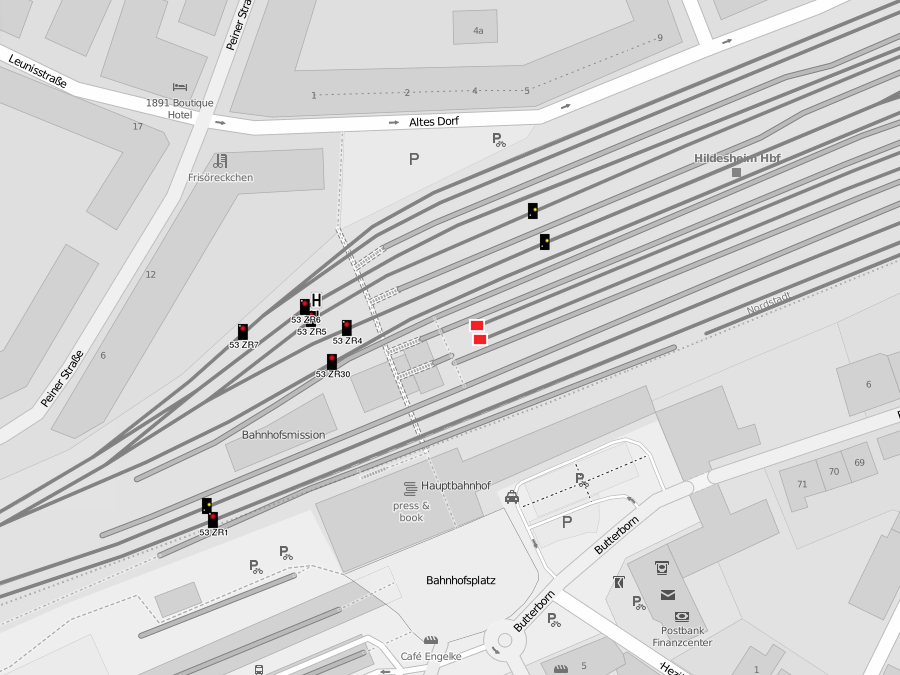 Peiner Stra
4a
9
Leunisstraße
1
2
4
5
1891 Boutique
Hotel
Altes Dorf
17
P
P
Hildesheim Hbf
Frisöreckchen
12
H
53 ZR6
53 ZR5
53 ZR7
53 ZR4
53 ZR30
Nordstadt
Peiner Straße
6
6
Bahnhofsmission
69
70
71
Hauptbahnhof
press &
book
P
P
53 ZR1
Butterborn
P
P
Bahnhofsplatz
P
Butterborn
P
Postbank
Finanzcenter
Café Engelke
5
1